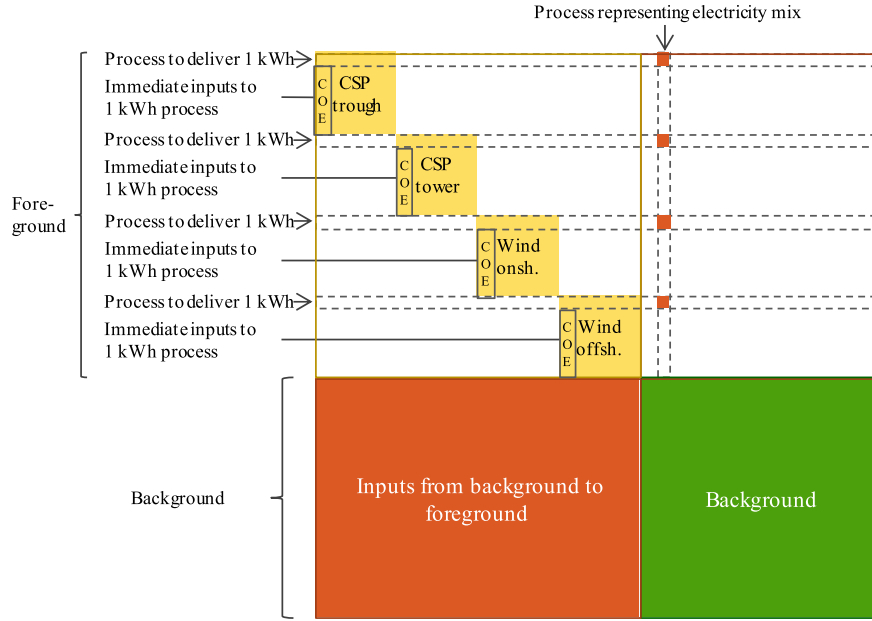 Process representing electricity mix
Process to deliver 1 kWh
Immediate inputs to
1 kWh process
C
O
E
CSP
trough
Process to deliver 1 kWh
Immediate inputs to
1 kWh process
C
O
E
CSP
tower
Fore-
ground
Process to deliver 1 kWh
Immediate inputs to
1 kWh process
C
O
E
Wind
onsh.
Process to deliver 1 kWh
Immediate inputs to
1 kWh process
C
O
E
Wind
offsh.
Background
Inputs from background to
foreground
Background